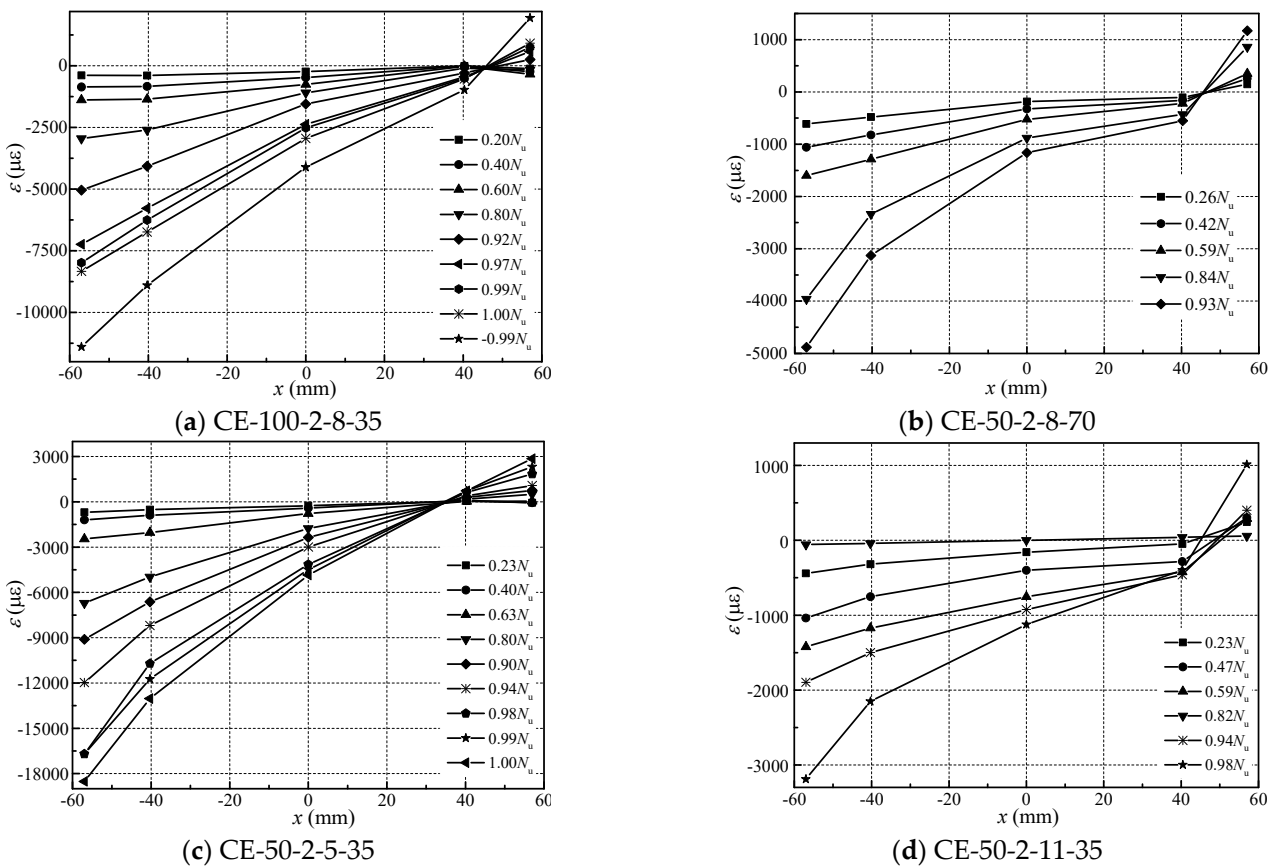 0
-2500
-5000
-7500
-10000
ε (με)
0.20Nu
0.40Nu
0.60Nu
0.80Nu
0.92Nu
0.97Nu
0.99Nu
1.00Nu
-0.99Nu
-60 -40 -20 0 20 40 60
x (mm)
(a) CE-100-2-8-35
1000
0
-1000
-2000
-3000
-4000
-5000
ε (με)
0.26Nu
0.42Nu
0.59Nu
0.84Nu
0.93Nu
-60 -40 -20 0 20 40 60
x (mm)
(b) CE-50-2-8-70
3000
0
-3000
-6000
-9000
-12000
-15000
-18000
ε (με)
0.23Nu
0.40Nu
0.63Nu
0.80Nu
0.90Nu
0.94Nu
0.98Nu
0.99Nu
1.00Nu
-60 -40 -20 0 20 40 60
x (mm)
(c) CE-50-2-5-35
1000
0
-1000
-2000
-3000
ε (με)
0.23Nu
0.47Nu
0.59Nu
0.82Nu
0.94Nu
0.98Nu
-60 -40 -20 0 20 40 60
x (mm)
(d) CE-50-2-11-35